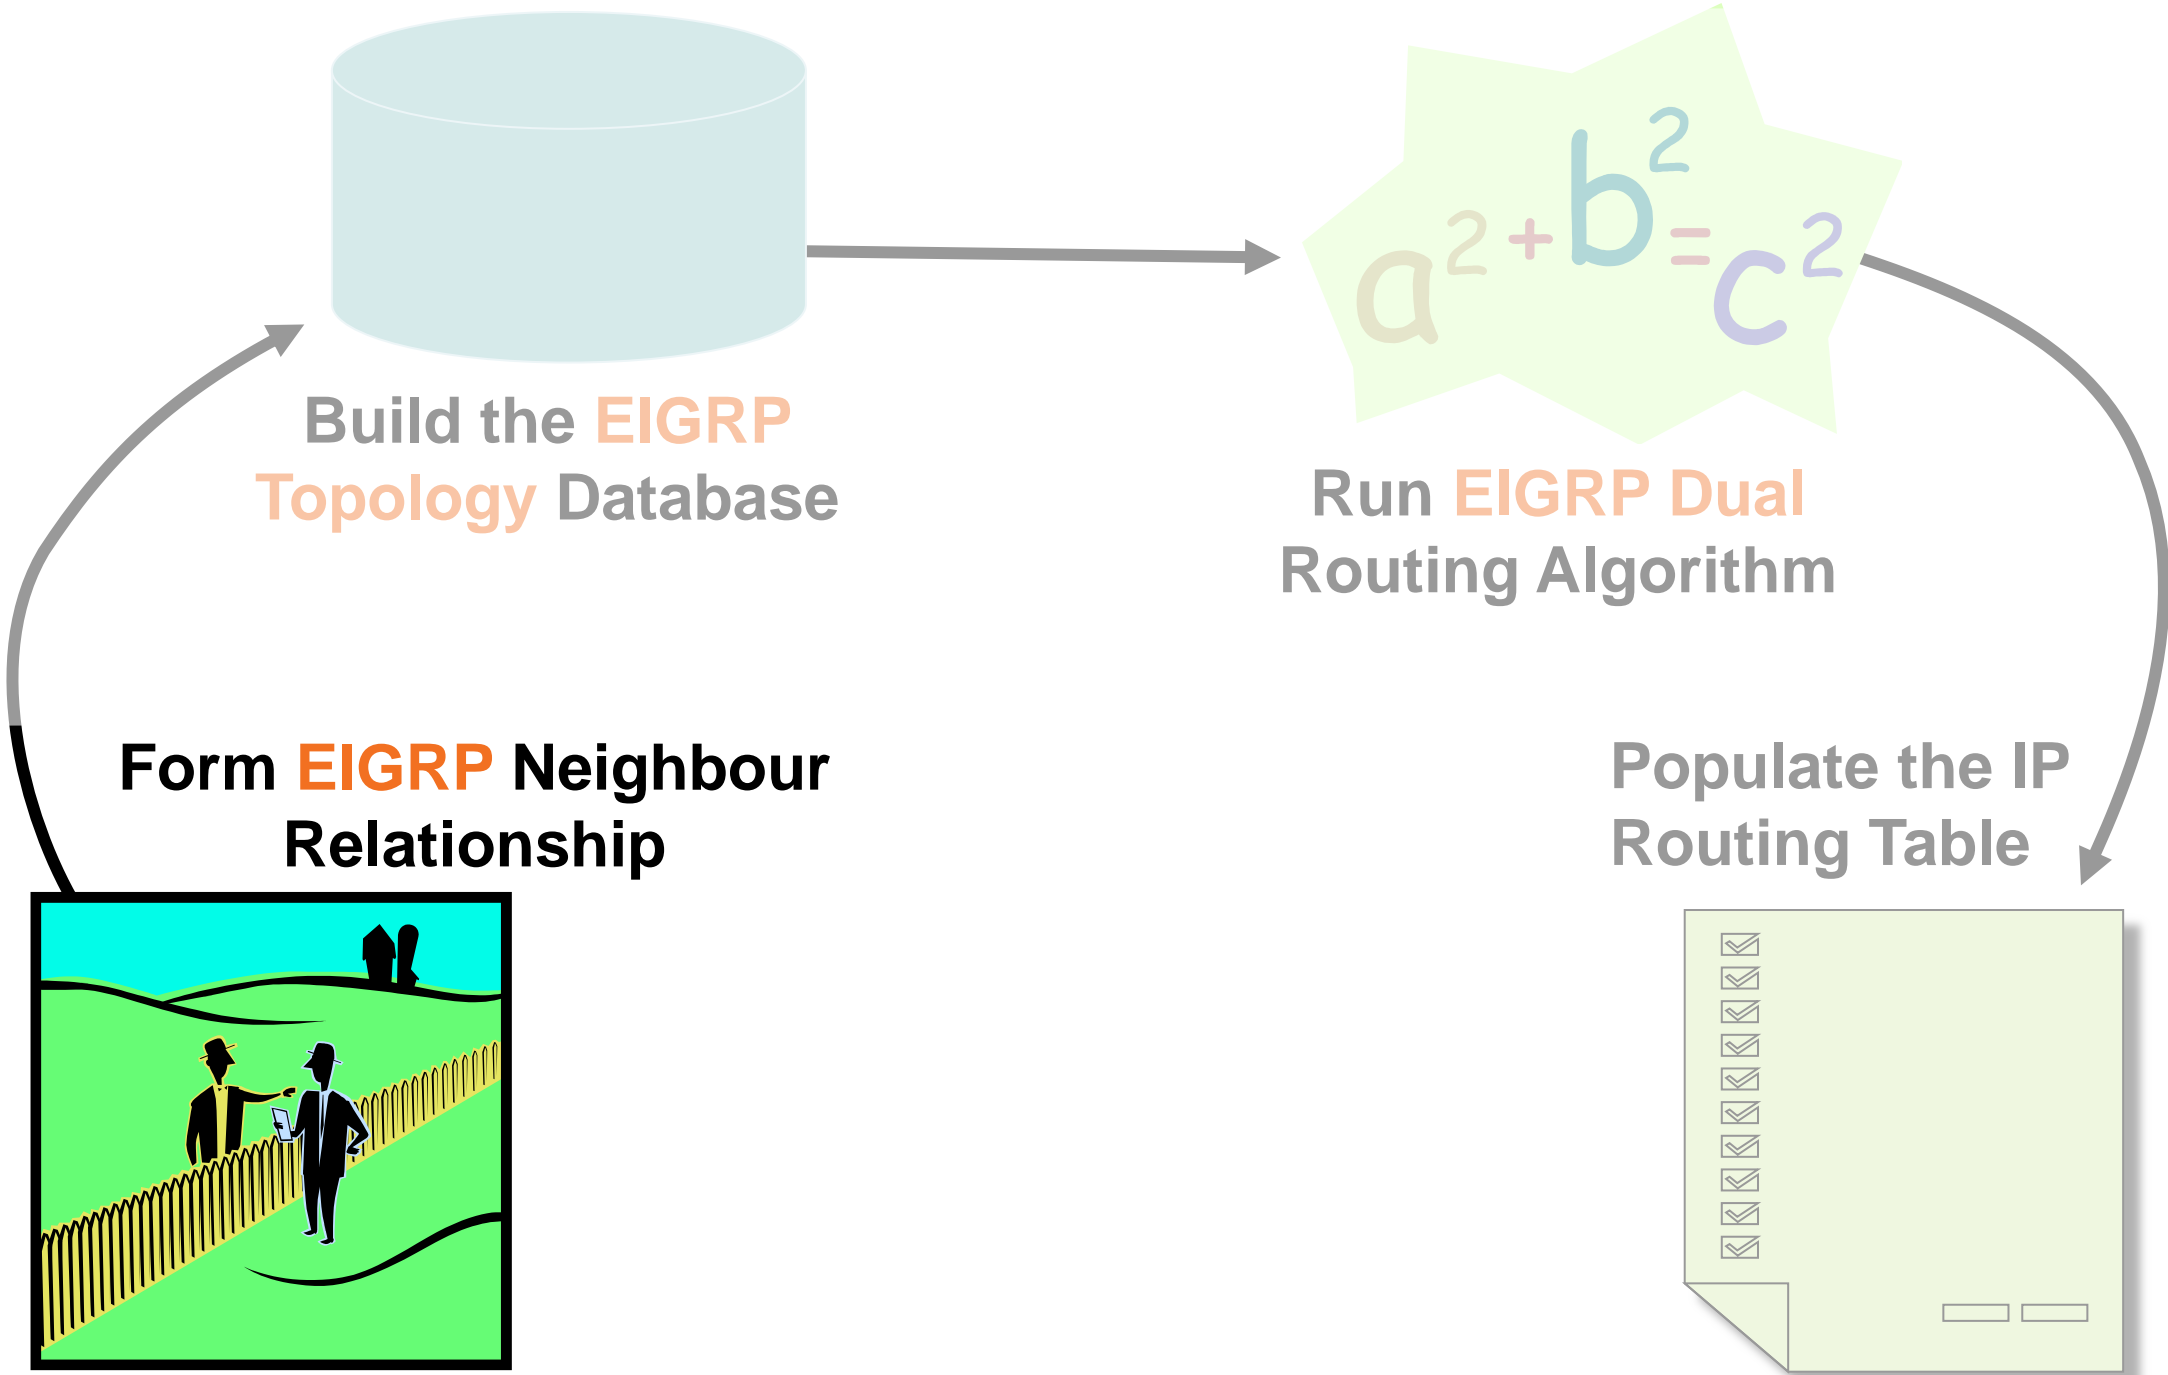 Build the EIGRP
Topology Database
a² + b² = c²
Run EIGRP Dual
Routing Algorithm
Form EIGRP Neighbour
Relationship
Populate the IP
Routing Table